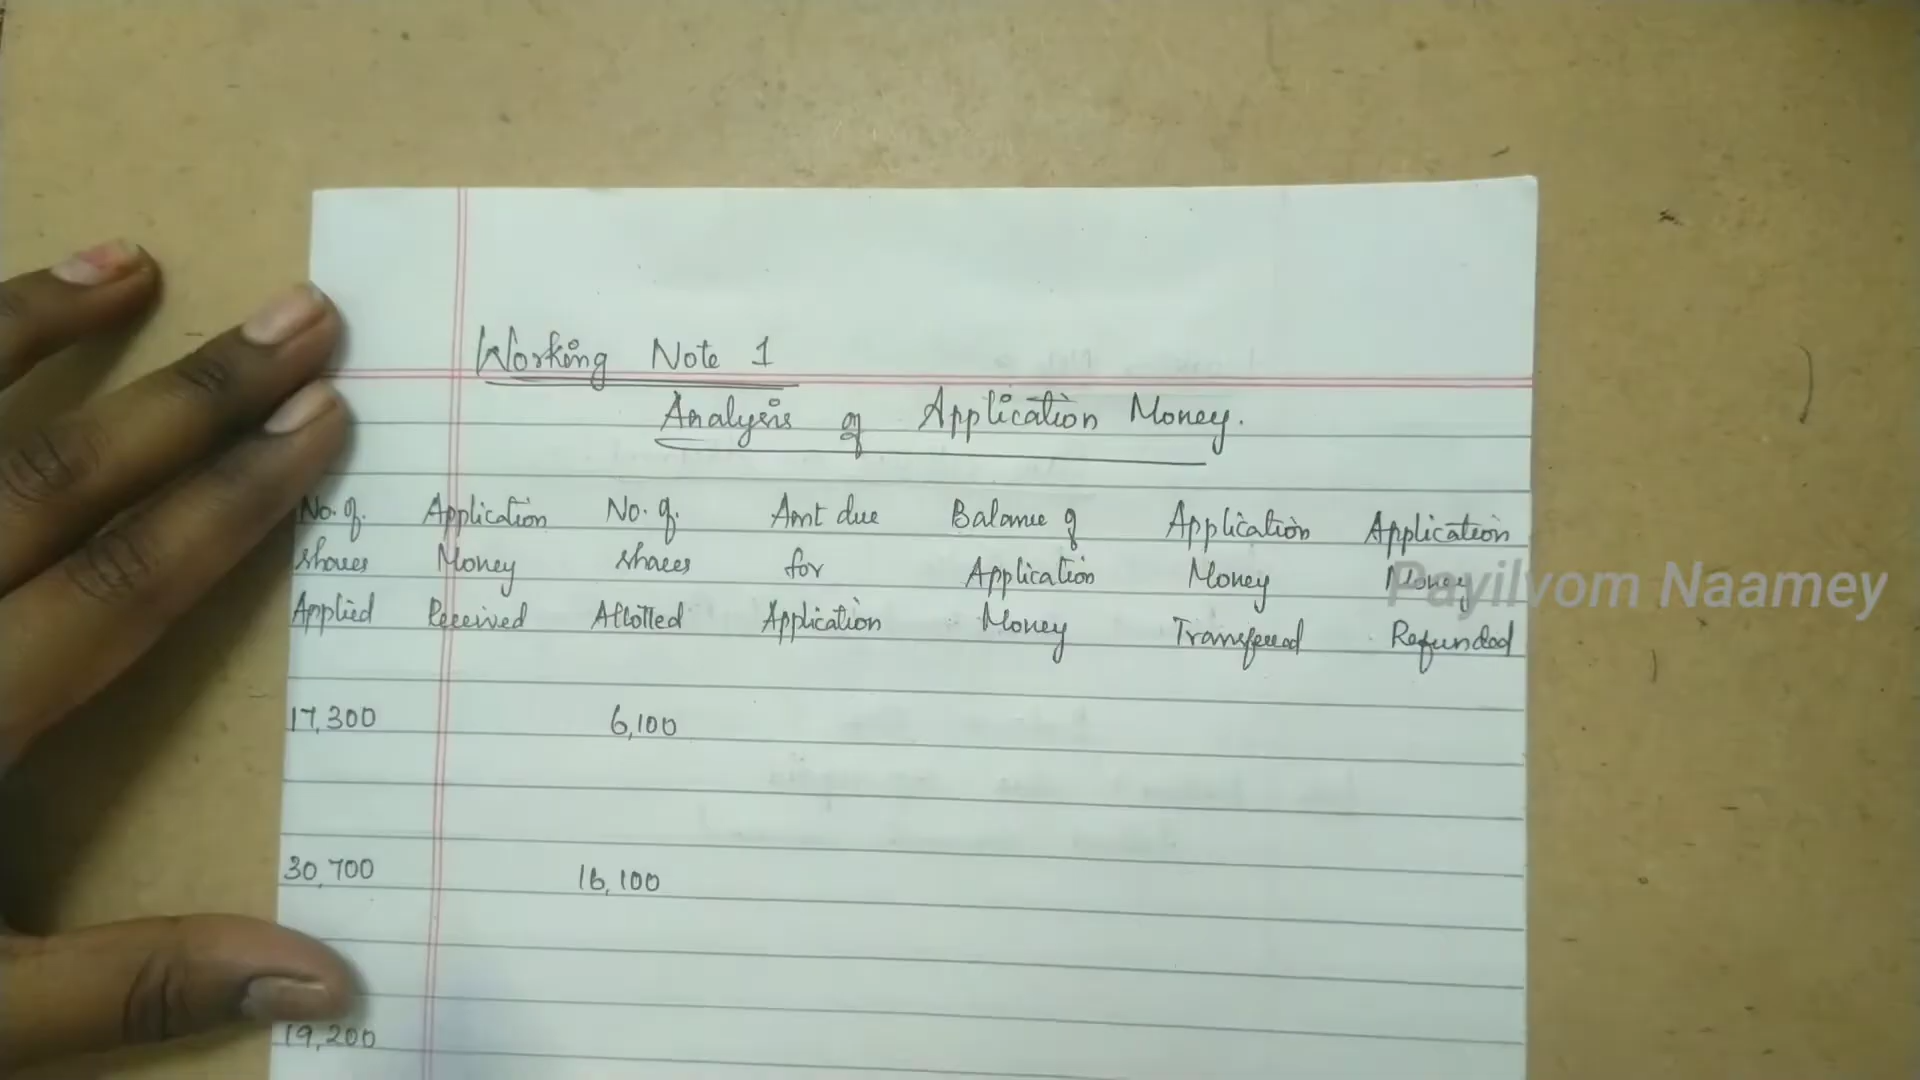 Working Note 1
Analysis of Application Money.
No. of. Application No. of. Amt due Balance of Application Application
shares Money shares for Application Money Money
Applied Received Allotted Application Money Transfered Refunded
Payilvom Naamey
17,300 6,100
30,700 16,100
19,200